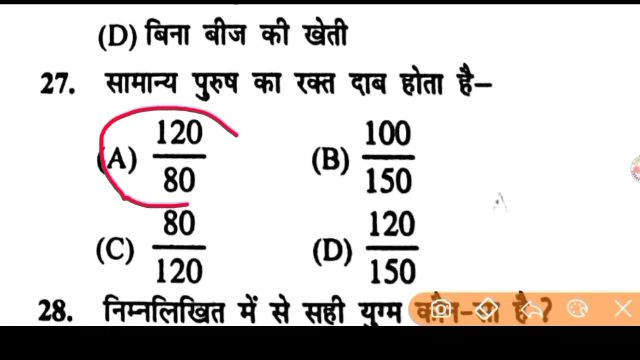 (D) बिना बीज की खेती
27. सामान्य पुरुष का रक्त दाब होता है–
(A) 120/80 (B) 100/150
(C) 80/120 (D) 120/150
28. निम्नलिखित में से सही युग्म कौन-सा है ?